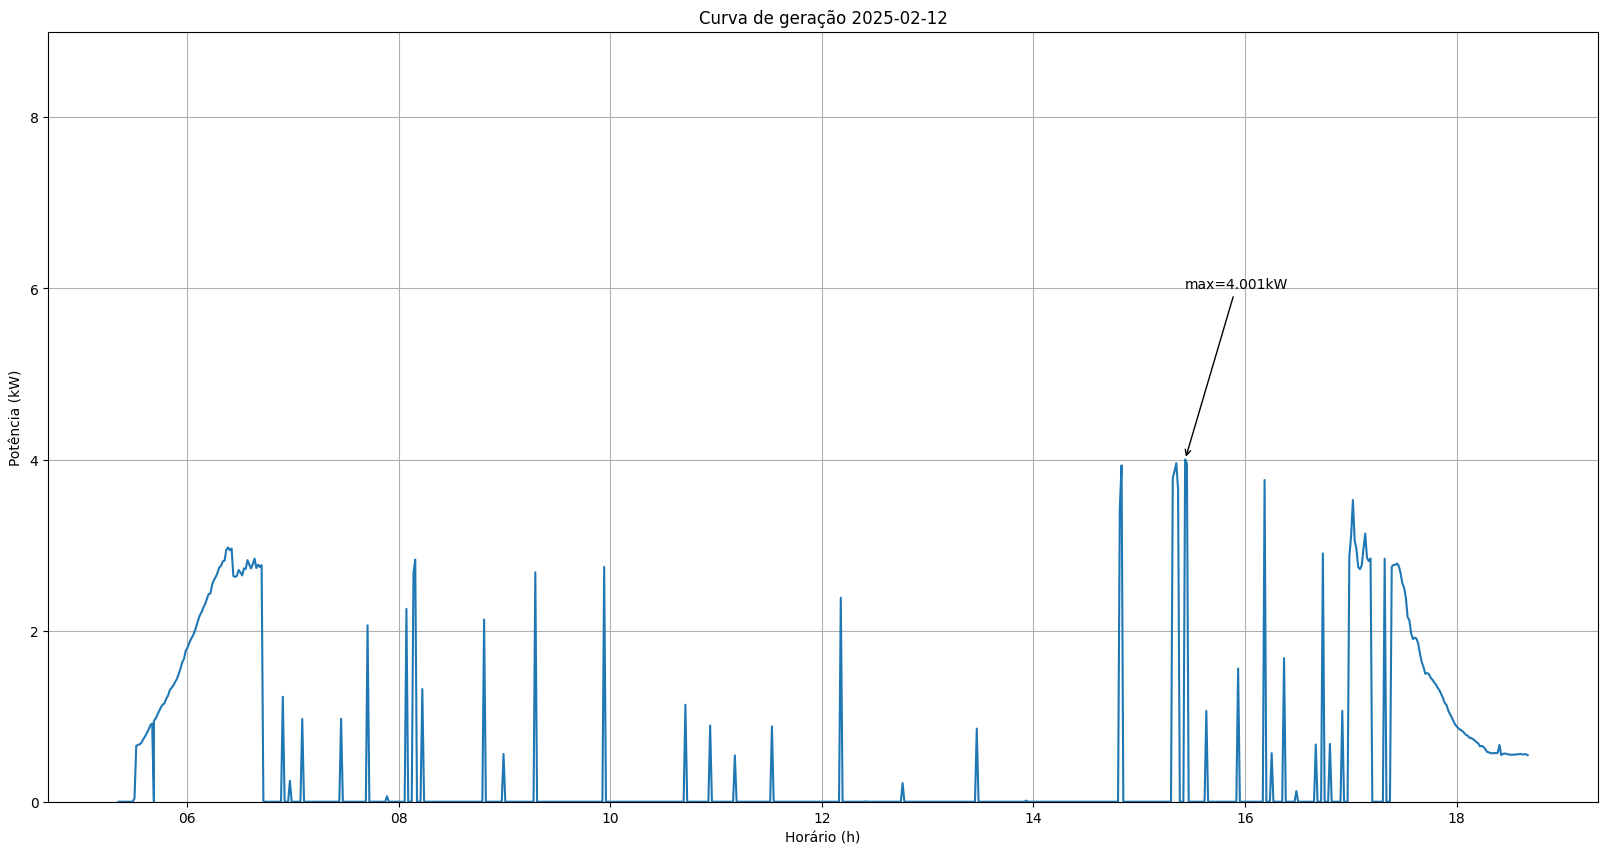 Curva de geração 2025-02-12
8
6
4
2
0
Potência (kW)
max=4.001kW
06 08 10 12 14 16 18
Horário (h)